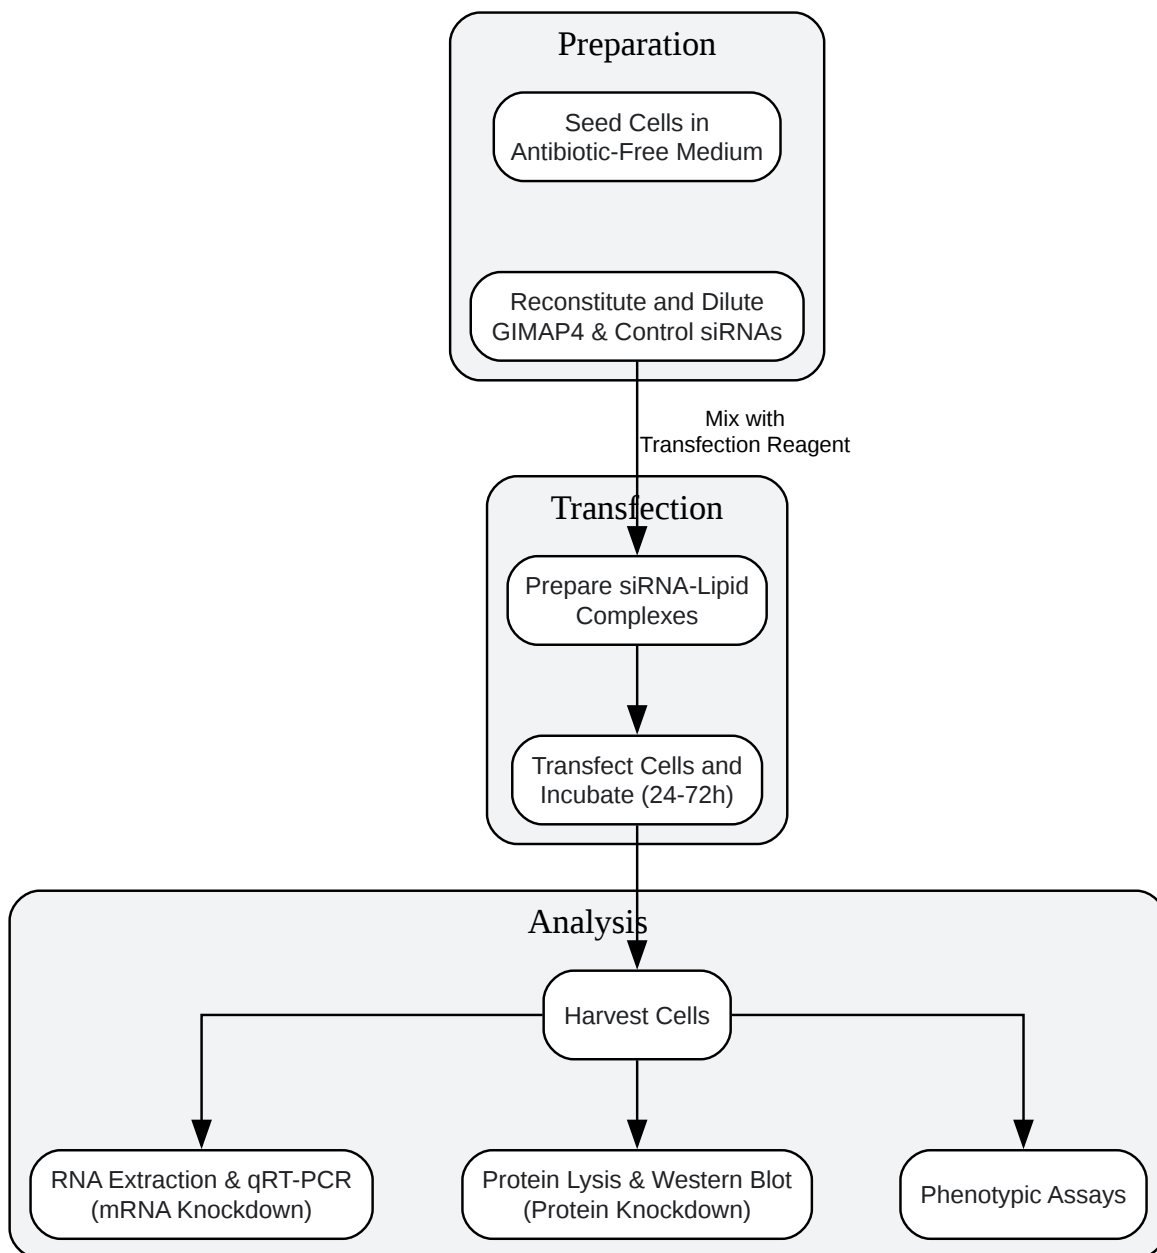 Preparation
Seed Cells in
Antibiotic-Free Medium
Reconstitute and Dilute
GIMAP4 & Control siRNAs
Mix with
Transfection Reagent
Transfection
Prepare siRNA-Lipid
Complexes
Transfect Cells and
Incubate (24-72h)
Analysis
Harvest Cells
RNA Extraction & qRT-PCR
(mRNA Knockdown)
Protein Lysis & Western Blot
(Protein Knockdown)
Phenotypic Assays